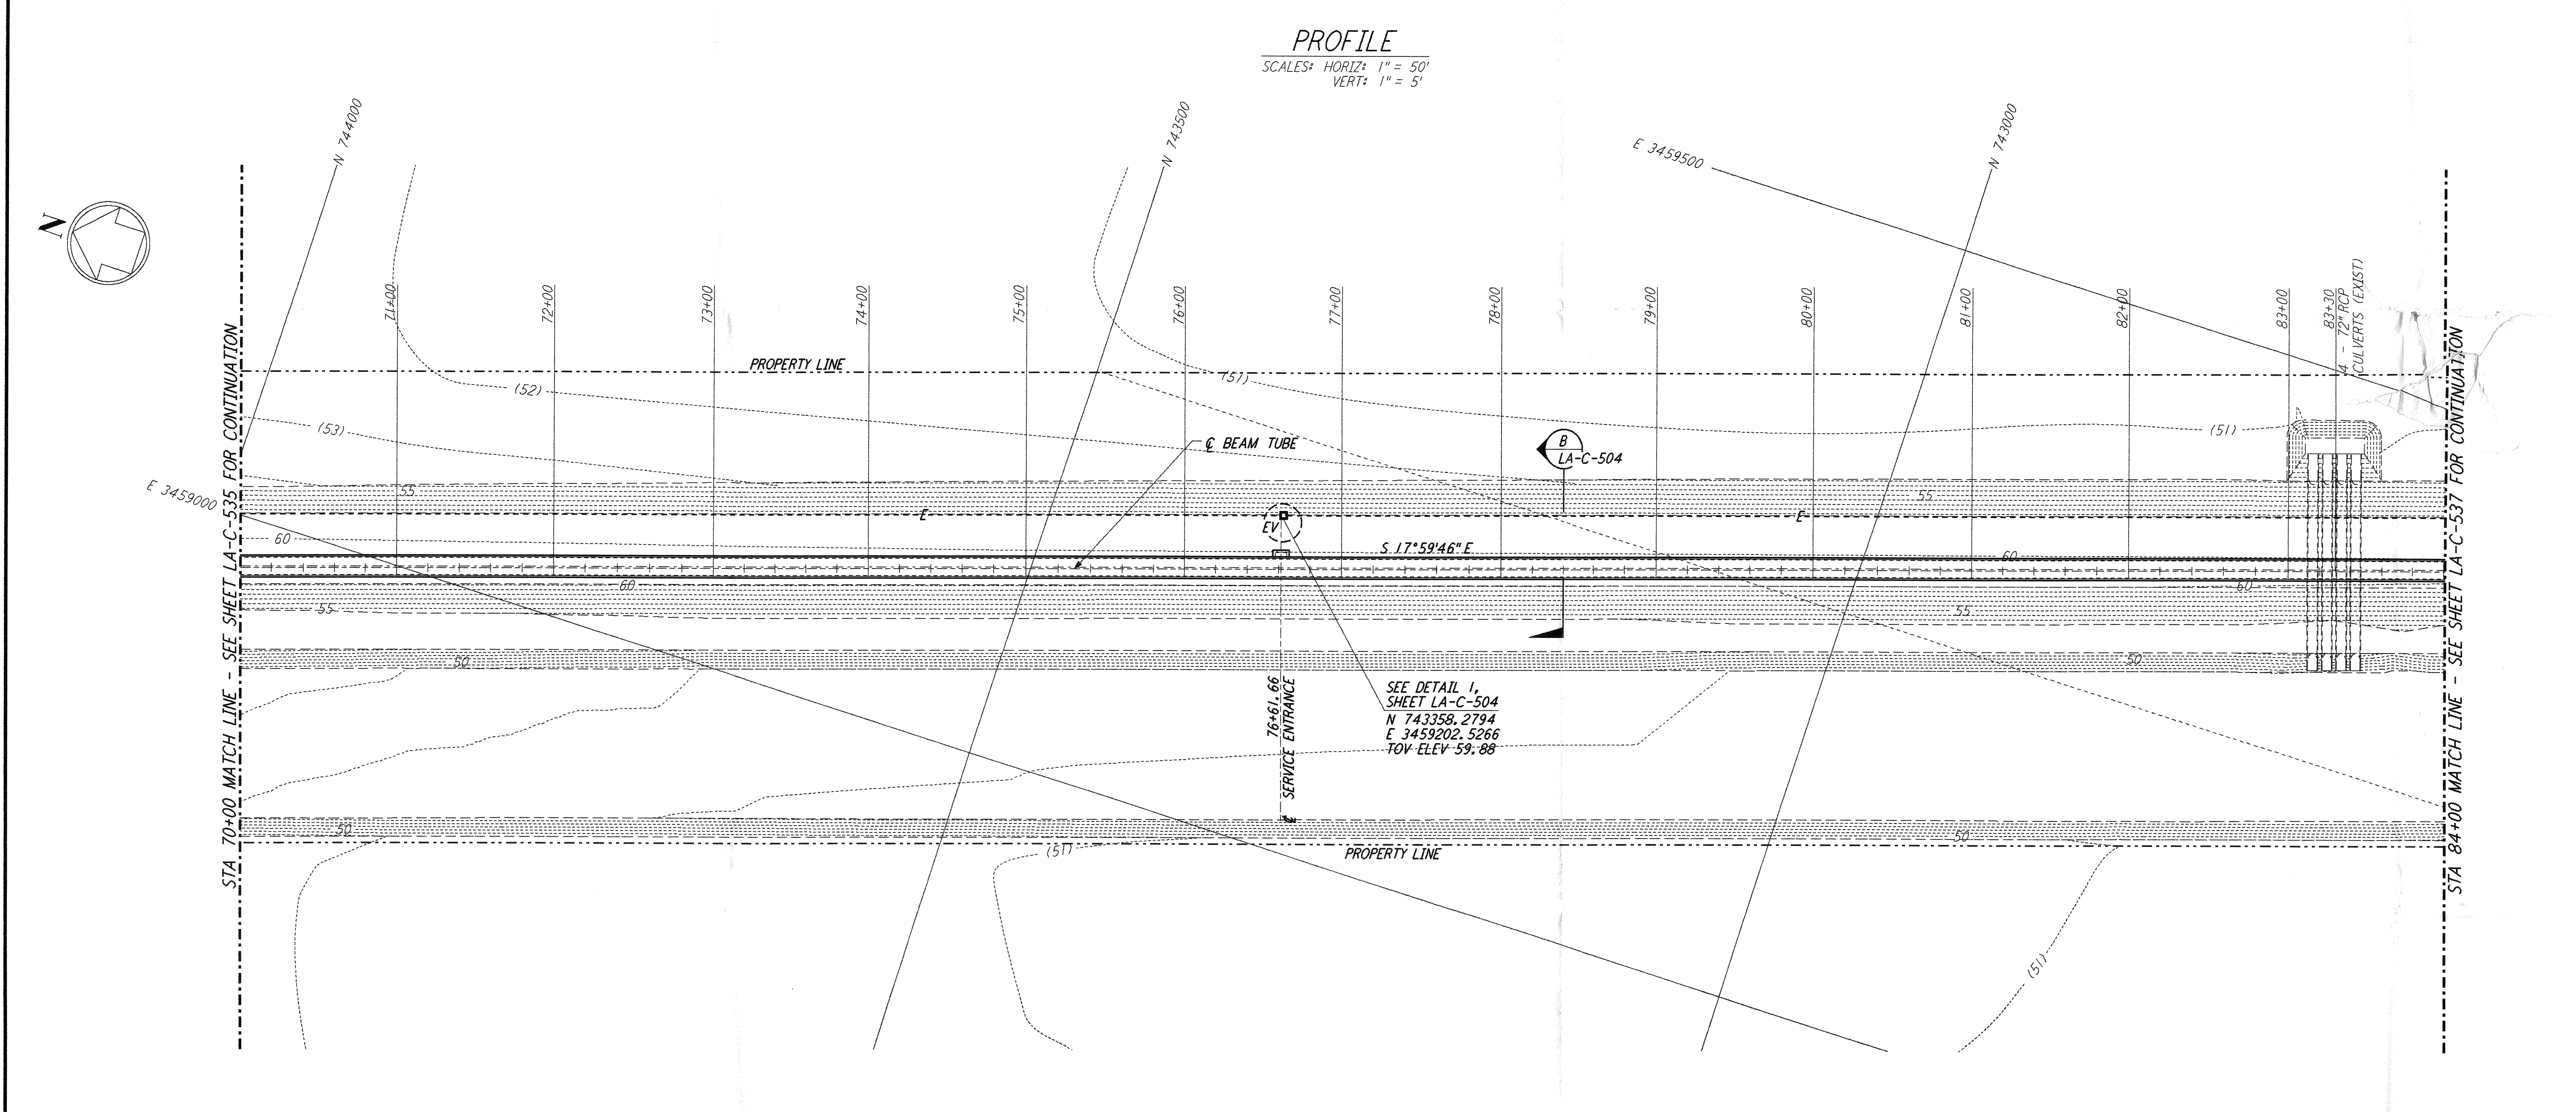 PROFILE
SCALES: HORIZ: 1" = 50'
VERT: 1" = 5'
N 744000
N 743500
E 3459500
N 743000
N
71+00
72+00
73+00
74+00
75+00
76+00
77+00
78+00
79+00
80+00
81+00
82+00
83+00
83+30
4 - 72" RCP
CULVERTS (EXIST)
PROPERTY LINE
(51)
(52)
(53)
(51)
℄ BEAM TUBE
B
LA-C-504
E 3459000
55
55
E
EV
E
60
S 17°59'46" E
60
60
60
55
55
50
50
76+61.66
SERVICE ENTRANCE
℄
SEE DETAIL 1,
SHEET LA-C-504
N 743358.2794
E 3459202.5266
TOV ELEV 59.88
50
50
(51)
PROPERTY LINE
(51)
STA 70+00 MATCH LINE - SEE SHEET LA-C-535 FOR CONTINUATION
STA 84+00 MATCH LINE - SEE SHEET LA-C-537 FOR CONTINUATION